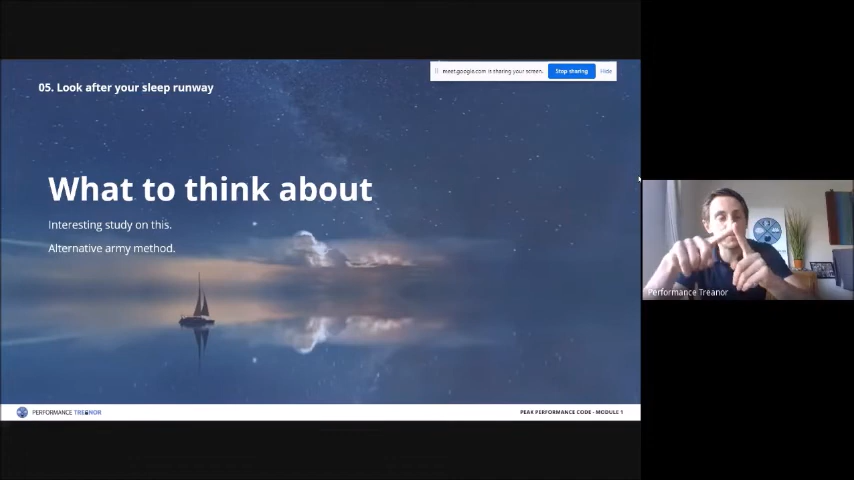 05. Look after your sleep runway
meet.google.com is sharing your screen.
Stop sharing
Hide
What to think about
Interesting study on this.
Alternative army method.
Performance Treanor
PERFORMANCE TREANOR
PEAK PERFORMANCE CODE - MODULE 1